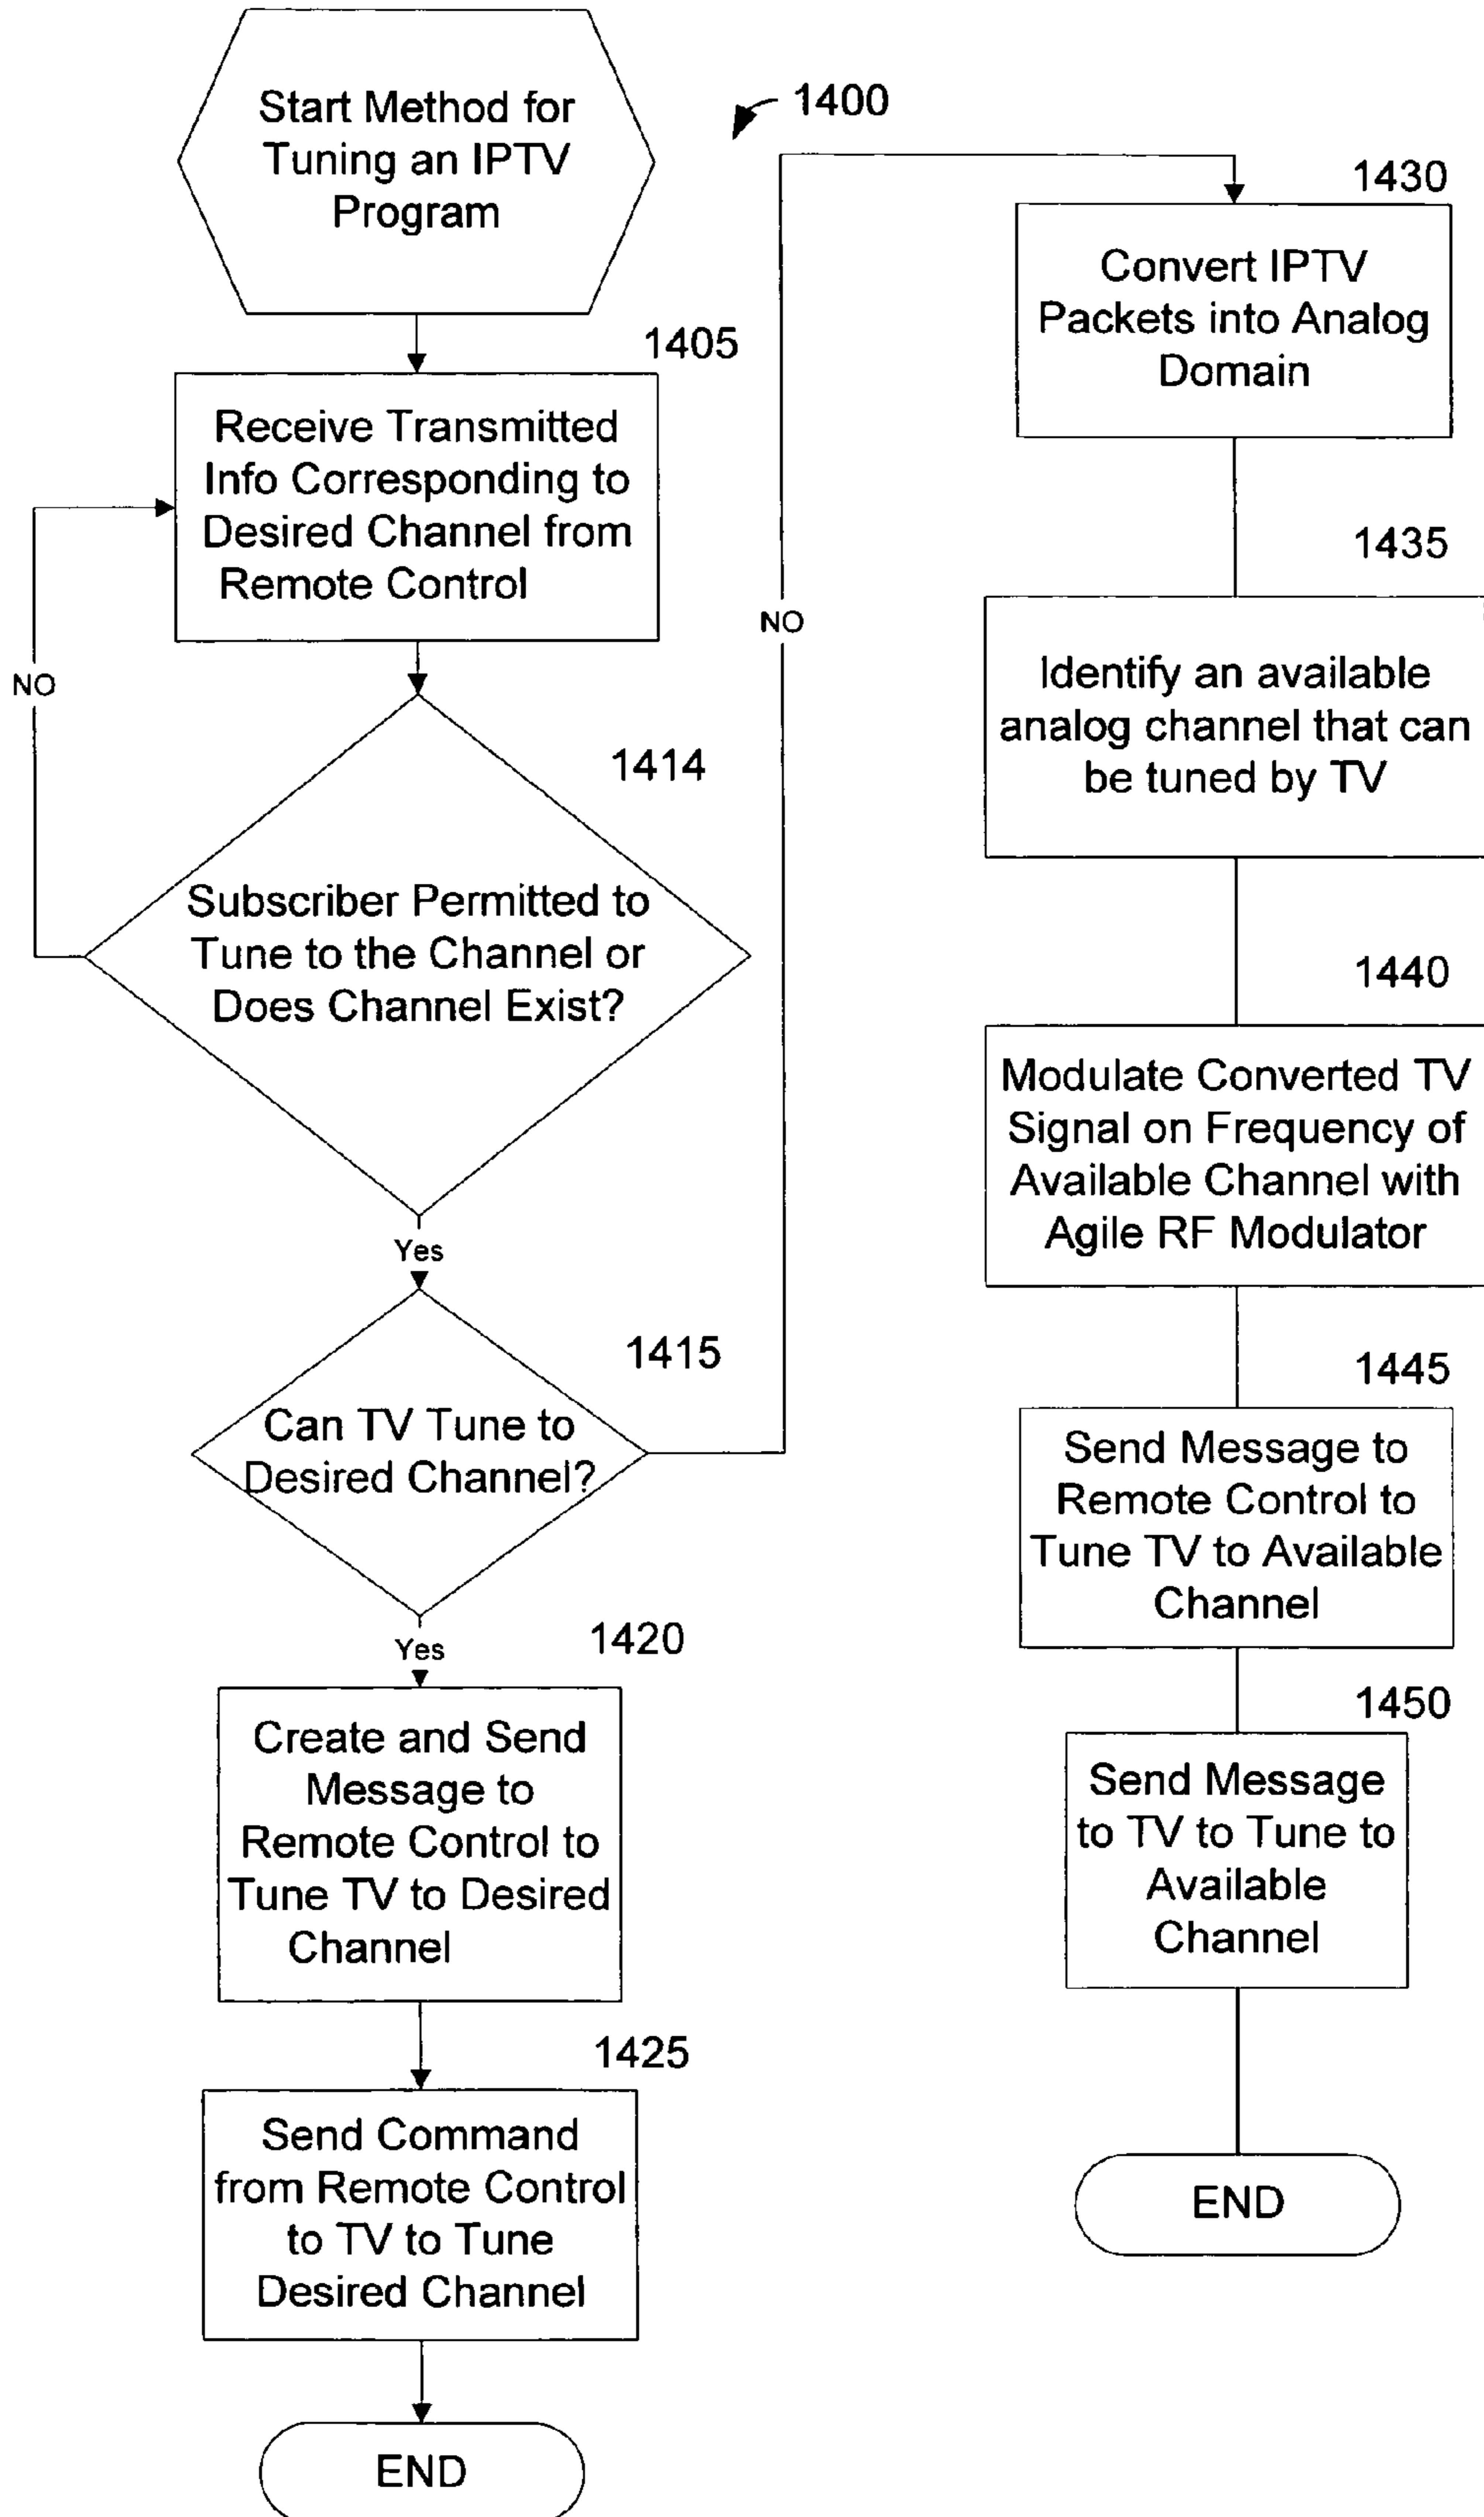 Start Method for
Tuning an IPTV
Program
1400
1405
Receive Transmitted
Info Corresponding to
Desired Channel from
Remote Control
NO
1414
Subscriber Permitted to
Tune to the Channel or
Does Channel Exist?
Yes
1415
Can TV Tune to
Desired Channel?
NO
Yes
1420
Create and Send
Message to
Remote Control to
Tune TV to Desired
Channel
1425
Send Command
from Remote Control
to TV to Tune
Desired Channel
END
1430
Convert IPTV
Packets into Analog
Domain
1435
Identify an available
analog channel that can
be tuned by TV
1440
Modulate Converted TV
Signal on Frequency of
Available Channel with
Agile RF Modulator
1445
Send Message to
Remote Control to
Tune TV to Available
Channel
1450
Send Message
to TV to Tune to
Available
Channel
END